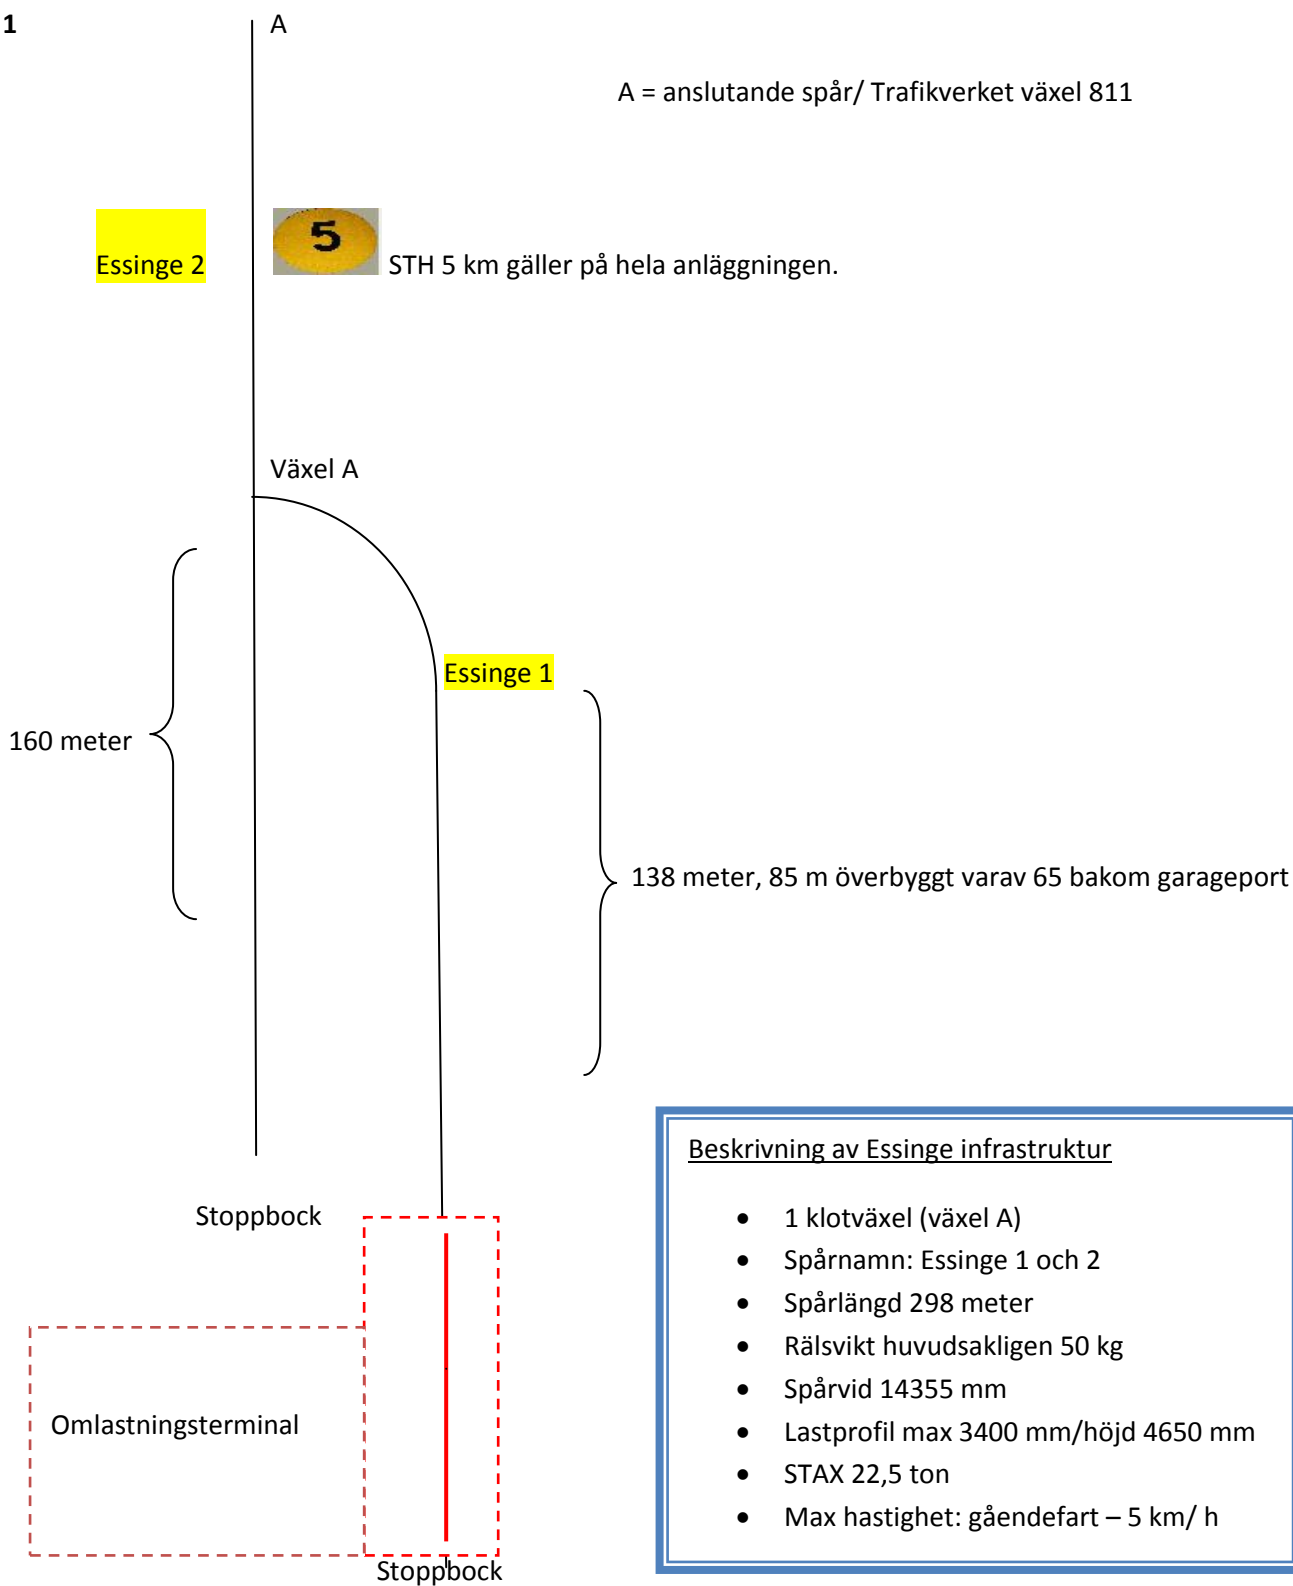 1
A
A = anslutande spår/ Trafikverket växel 811
5
Essinge 2
STH 5 km gäller på hela anläggningen.
Växel A
Essinge 1
160 meter
138 meter, 85 m överbyggt varav 65 bakom garageport
Beskrivning av Essinge infrastruktur
• 1 klotväxel (växel A)
• Spårnamn: Essinge 1 och 2
• Spårlängd 298 meter
• Rälsvikt huvudsakligen 50 kg
• Spårvid 14355 mm
• Lastprofil max 3400 mm/höjd 4650 mm
• STAX 22,5 ton
• Max hastighet: gåendefart – 5 km/ h
Stoppbock
Omlastningsterminal
Stoppbock